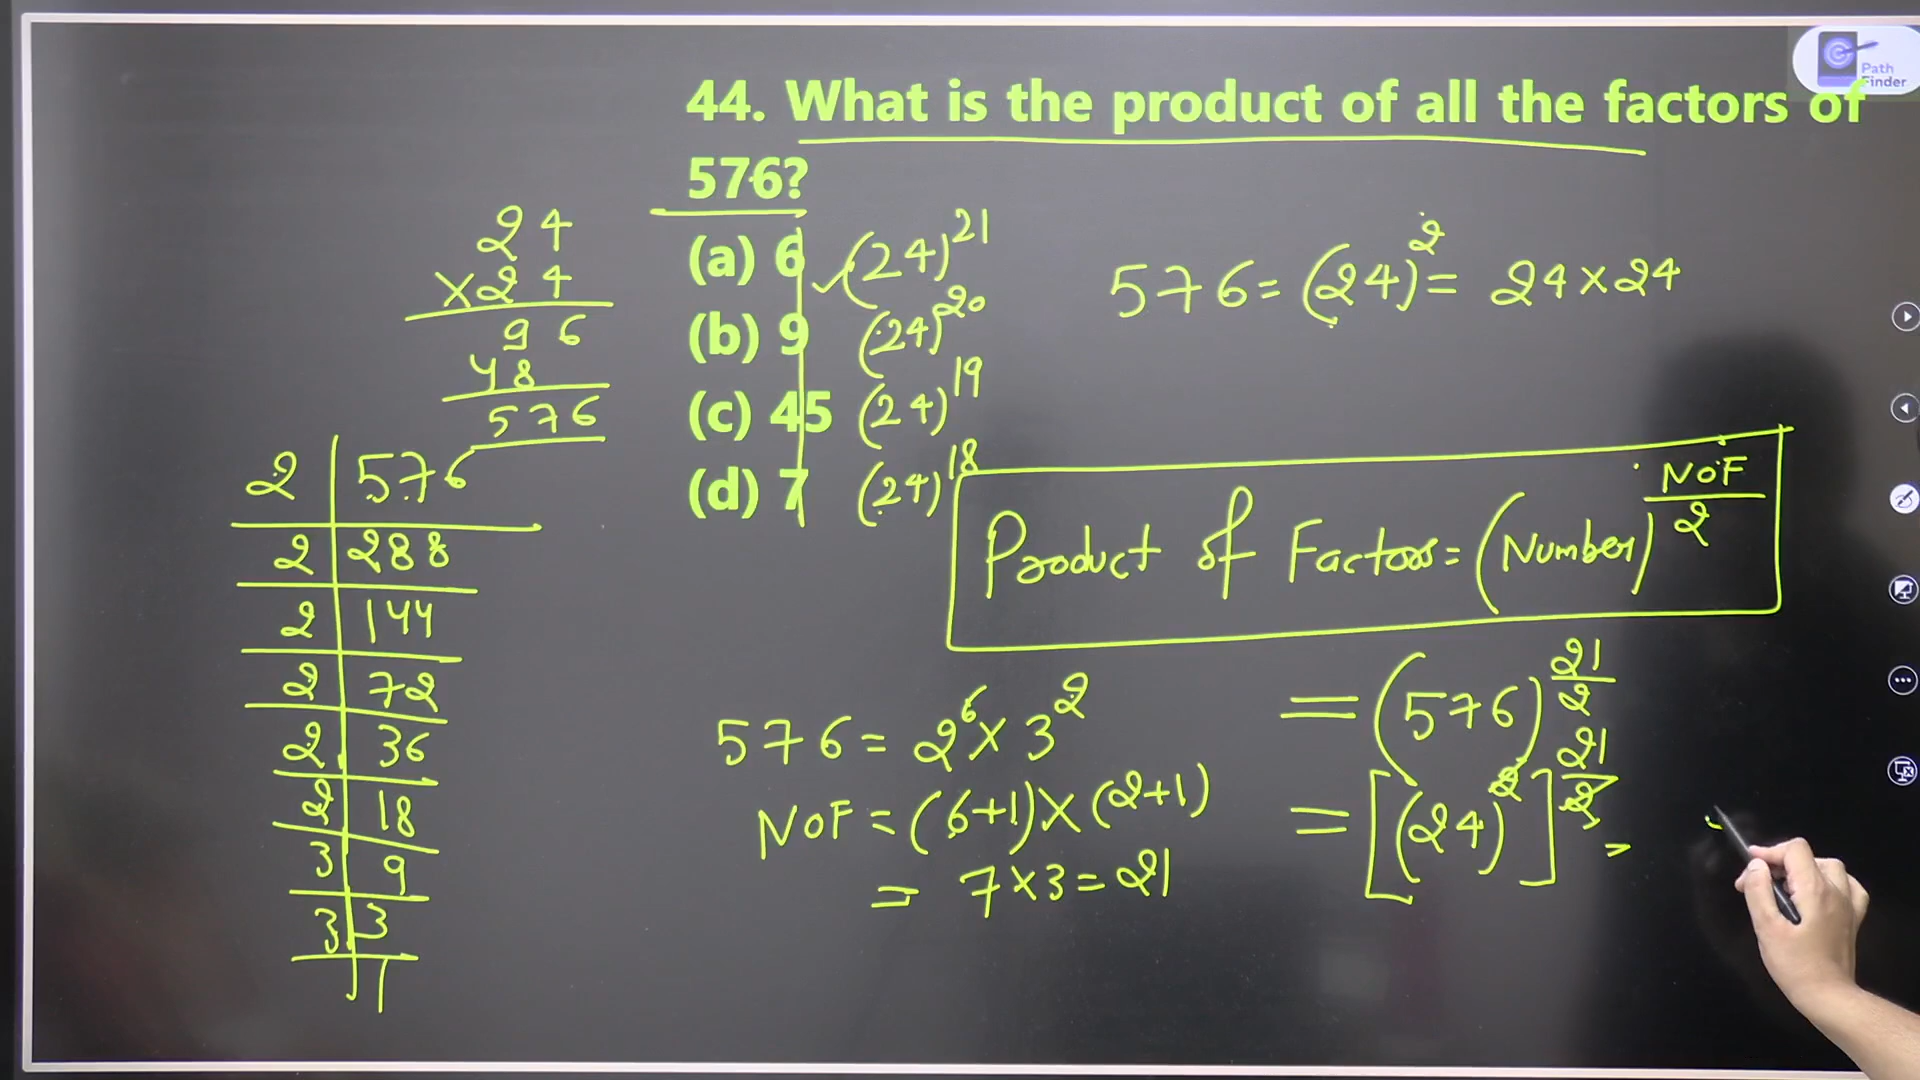 Path
Finder
44. What is the product of all the factors of
576?
(a) 6 (24)^21
(b) 9 (24)^20
(c) 45 (24)^19
(d) 7 (24)^18
24
×24
96
48
576
576 = (24)^2 = 24×24
2 | 576
2 | 288
2 | 144
2 | 72
2 | 36
2 | 18
3 | 9
3 | 3
| 1
Product of Factors = (Number)^NOF/2
576 = 2^6 × 3^2
NOF = (6+1)×(2+1)
= 7×3 = 21
= (576)^21/2
= [(24)^2]^21/2 =